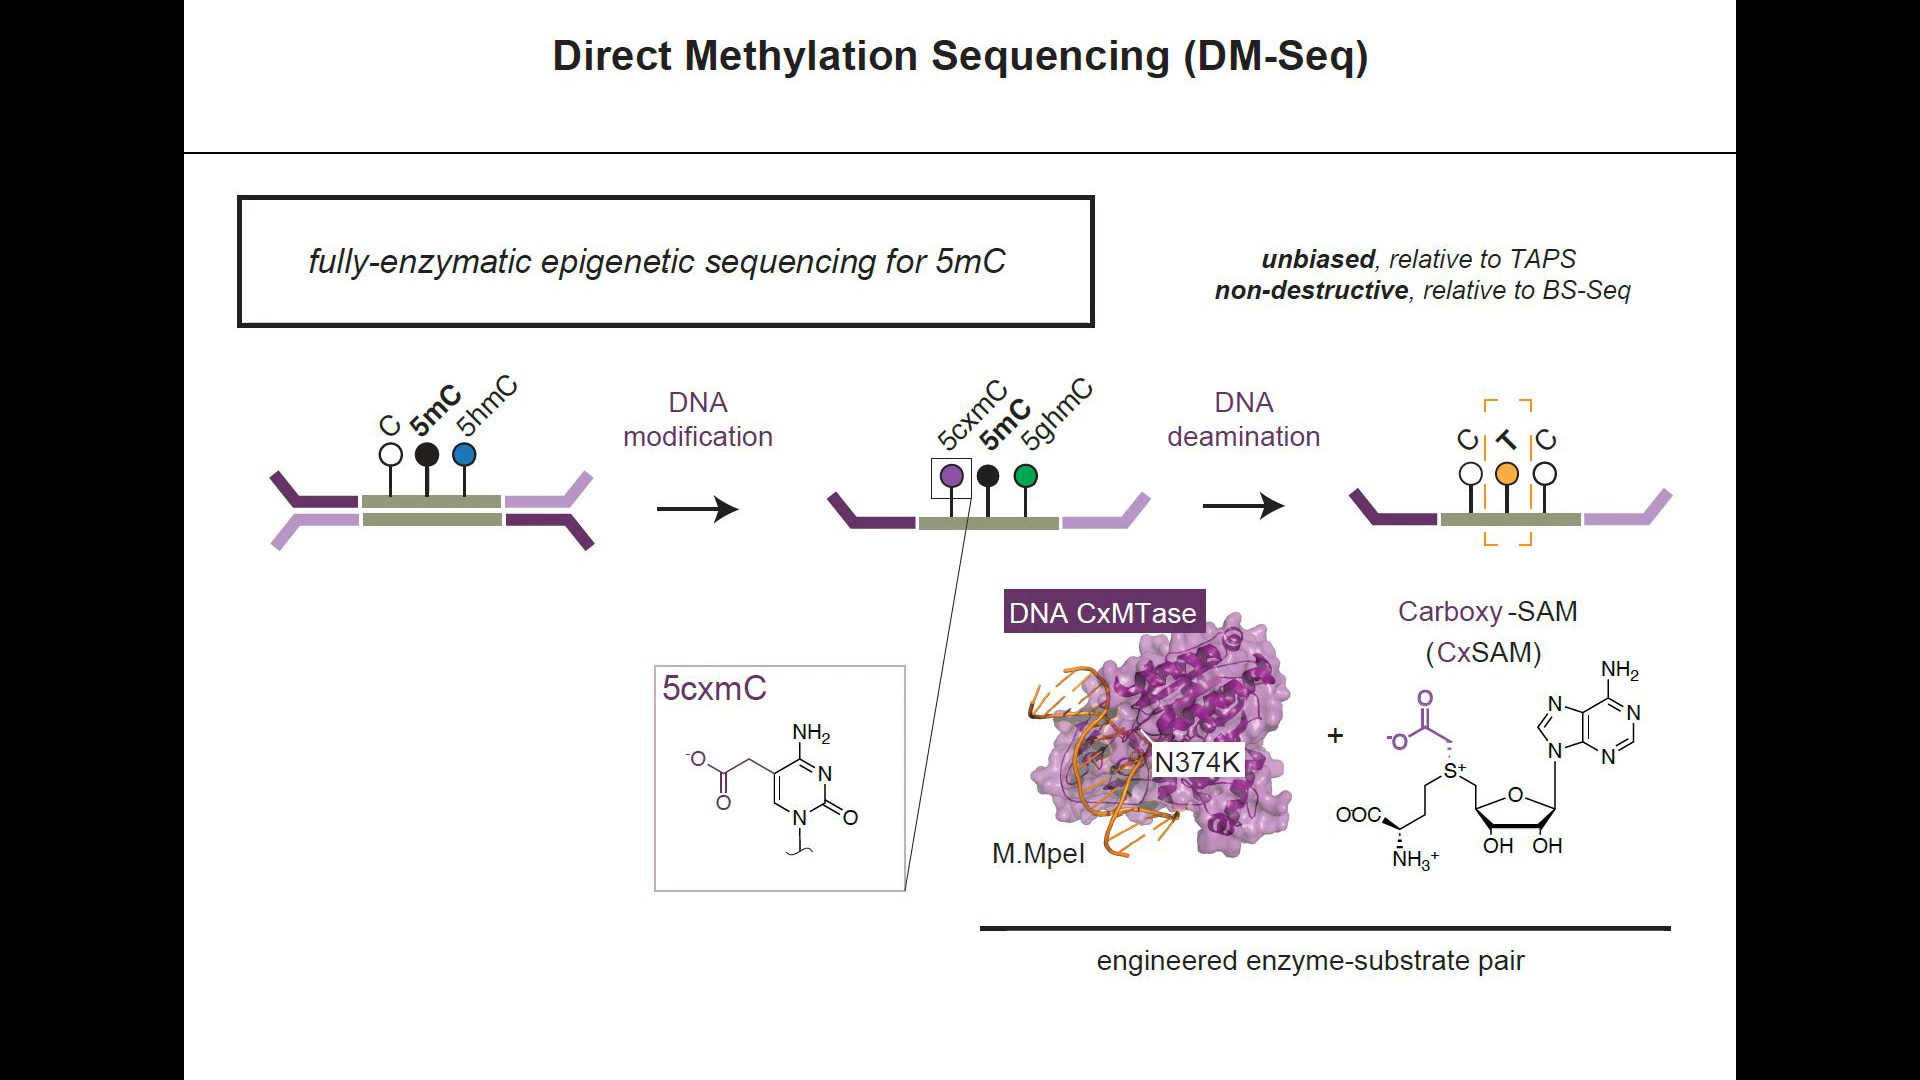 Direct Methylation Sequencing (DM-Seq)
fully-enzymatic epigenetic sequencing for 5mC
unbiased, relative to TAPS
non-destructive, relative to BS-Seq
C 5mC 5hmC
DNA
modification
5cxmC 5mC 5ghmC
DNA
deamination
C T C
DNA CxMTase
N374K
M.MpeI
+
Carboxy-SAM
(CxSAM)
NH₂
N
N
N
N
O
⁻O
S⁺
O
⁻OOC
NH₃⁺
OH OH
5cxmC
NH₂
⁻O
O
N
N
O
engineered enzyme-substrate pair